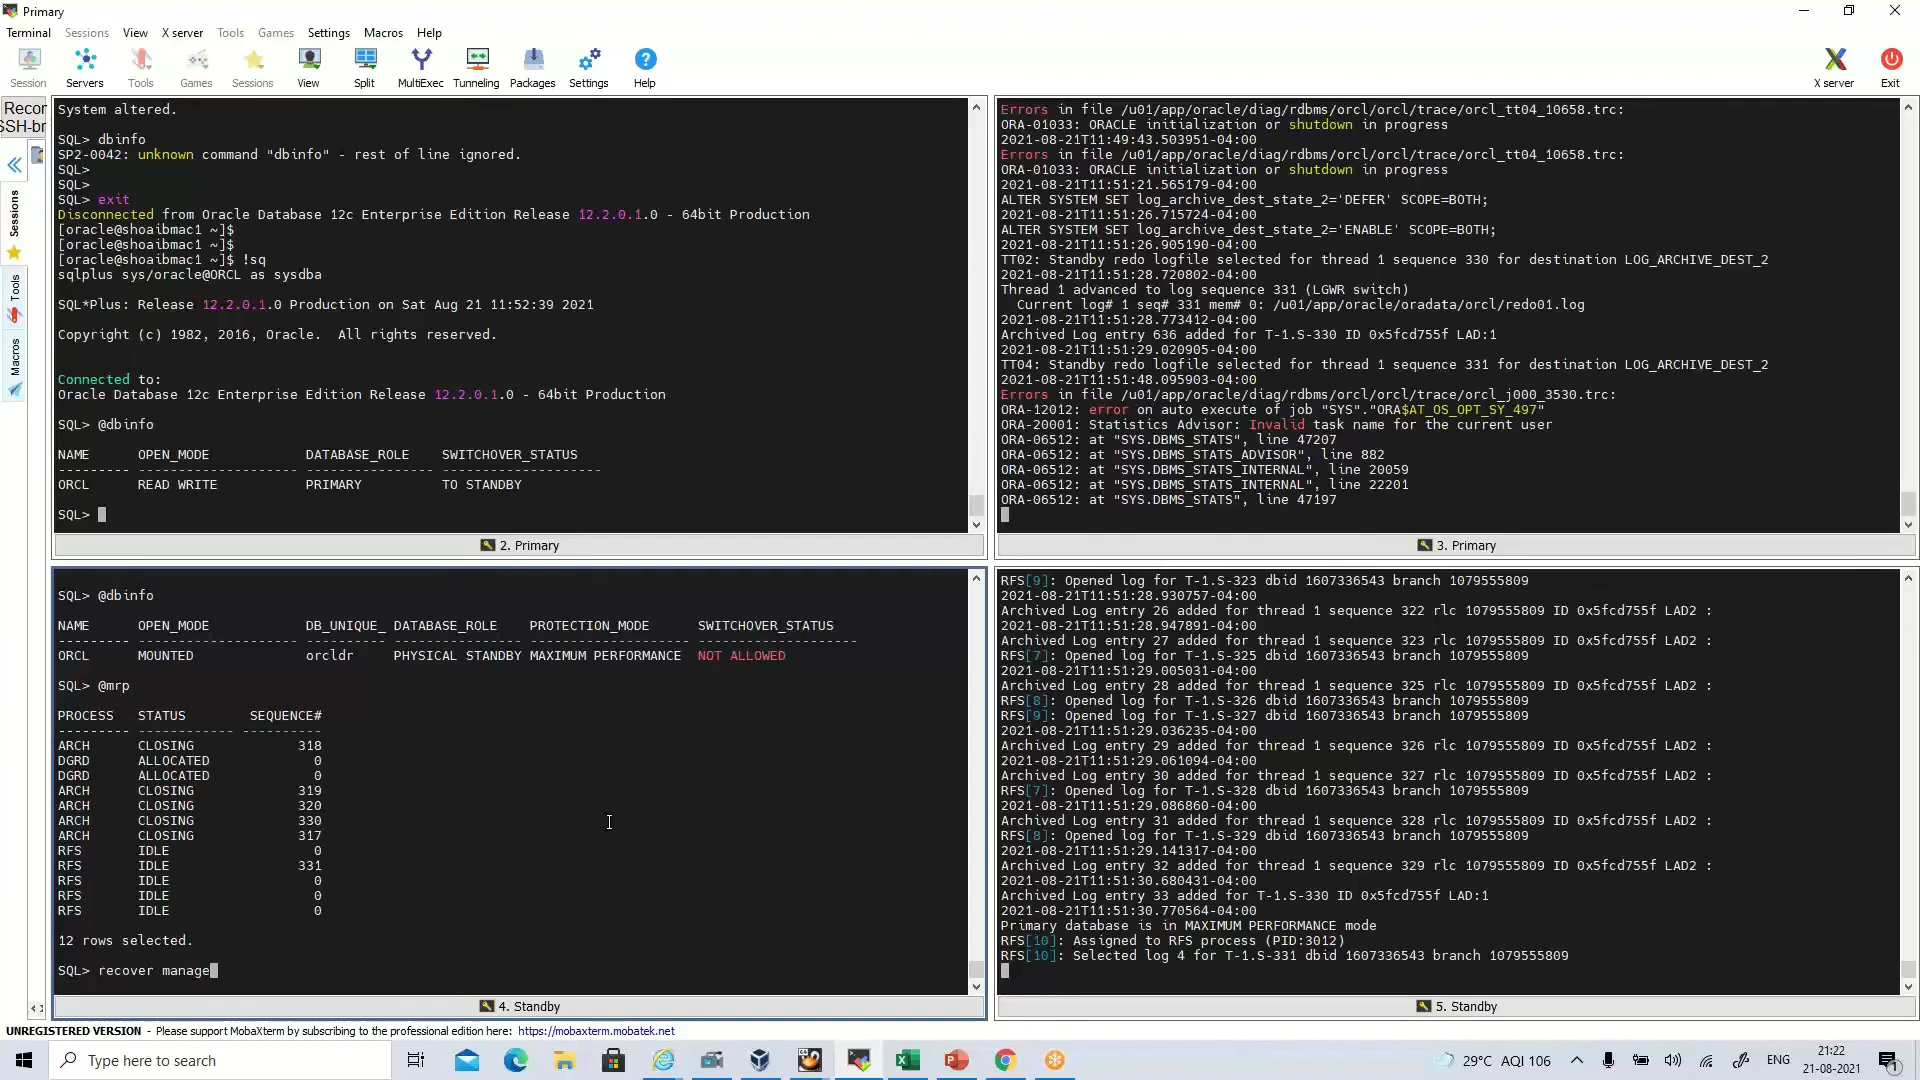 Primary
Terminal Sessions View X server Tools Games Settings Macros Help
Session Servers Tools Games Sessions View Split MultiExec Tunneling Packages Settings Help X server Exit
Recor
SSH-br
Sessions
Tools
Macros
System altered.
SQL> dbinfo
SP2-0042: unknown command "dbinfo" - rest of line ignored.
SQL>
SQL>
SQL> exit
Disconnected from Oracle Database 12c Enterprise Edition Release 12.2.0.1.0 - 64bit Production
[oracle@shoaibmac1 ~]$
[oracle@shoaibmac1 ~]$
[oracle@shoaibmac1 ~]$ !sq
sqlplus sys/oracle@ORCL as sysdba
SQL*Plus: Release 12.2.0.1.0 Production on Sat Aug 21 11:52:39 2021
Copyright (c) 1982, 2016, Oracle.  All rights reserved.
Connected to:
Oracle Database 12c Enterprise Edition Release 12.2.0.1.0 - 64bit Production
SQL> @dbinfo
NAME OPEN_MODE DATABASE_ROLE SWITCHOVER_STATUS
--------- -------------------- ---------------- --------------------
ORCL READ WRITE PRIMARY TO STANDBY
SQL>
2. Primary
Errors in file /u01/app/oracle/diag/rdbms/orcl/orcl/trace/orcl_tt04_10658.trc:
ORA-01033: ORACLE initialization or shutdown in progress
2021-08-21T11:49:43.503951-04:00
Errors in file /u01/app/oracle/diag/rdbms/orcl/orcl/trace/orcl_tt04_10658.trc:
ORA-01033: ORACLE initialization or shutdown in progress
2021-08-21T11:51:21.565179-04:00
ALTER SYSTEM SET log_archive_dest_state_2='DEFER' SCOPE=BOTH;
2021-08-21T11:51:26.715724-04:00
ALTER SYSTEM SET log_archive_dest_state_2='ENABLE' SCOPE=BOTH;
2021-08-21T11:51:26.905190-04:00
TT02: Standby redo logfile selected for thread 1 sequence 330 for destination LOG_ARCHIVE_DEST_2
2021-08-21T11:51:28.720802-04:00
Thread 1 advanced to log sequence 331 (LGWR switch)
Current log# 1 seq# 331 mem# 0: /u01/app/oracle/oradata/orcl/redo01.log
2021-08-21T11:51:28.773412-04:00
Archived Log entry 636 added for T-1.S-330 ID 0x5fcd755f LAD:1
2021-08-21T11:51:29.020905-04:00
TT04: Standby redo logfile selected for thread 1 sequence 331 for destination LOG_ARCHIVE_DEST_2
2021-08-21T11:51:48.095903-04:00
Errors in file /u01/app/oracle/diag/rdbms/orcl/orcl/trace/orcl_j000_3530.trc:
ORA-12012: error on auto execute of job "SYS"."ORA$AT_OS_OPT_SY_497"
ORA-20001: Statistics Advisor: Invalid task name for the current user
ORA-06512: at "SYS.DBMS_STATS", line 47207
ORA-06512: at "SYS.DBMS_STATS_ADVISOR", line 882
ORA-06512: at "SYS.DBMS_STATS_INTERNAL", line 20059
ORA-06512: at "SYS.DBMS_STATS_INTERNAL", line 22201
ORA-06512: at "SYS.DBMS_STATS", line 47197
3. Primary
SQL> @dbinfo
NAME OPEN_MODE DB_UNIQUE_ DATABASE_ROLE PROTECTION_MODE SWITCHOVER_STATUS
--------- -------------------- ---------- ---------------- -------------------- --------------------
ORCL MOUNTED orcldr PHYSICAL STANDBY MAXIMUM PERFORMANCE NOT ALLOWED
SQL> @mrp
PROCESS STATUS SEQUENCE#
--------- ------------ ----------
ARCH CLOSING 318
DGRD ALLOCATED 0
DGRD ALLOCATED 0
ARCH CLOSING 319
ARCH CLOSING 320
ARCH CLOSING 330
ARCH CLOSING 317
RFS IDLE 0
RFS IDLE 331
RFS IDLE 0
RFS IDLE 0
RFS IDLE 0
12 rows selected.
SQL> recover manage
4. Standby
RFS[9]: Opened log for T-1.S-323 dbid 1607336543 branch 1079555809
2021-08-21T11:51:28.930757-04:00
Archived Log entry 26 added for thread 1 sequence 322 rlc 1079555809 ID 0x5fcd755f LAD2 :
2021-08-21T11:51:28.947891-04:00
Archived Log entry 27 added for thread 1 sequence 323 rlc 1079555809 ID 0x5fcd755f LAD2 :
RFS[7]: Opened log for T-1.S-325 dbid 1607336543 branch 1079555809
2021-08-21T11:51:29.005031-04:00
Archived Log entry 28 added for thread 1 sequence 325 rlc 1079555809 ID 0x5fcd755f LAD2 :
RFS[8]: Opened log for T-1.S-326 dbid 1607336543 branch 1079555809
RFS[9]: Opened log for T-1.S-327 dbid 1607336543 branch 1079555809
2021-08-21T11:51:29.036235-04:00
Archived Log entry 29 added for thread 1 sequence 326 rlc 1079555809 ID 0x5fcd755f LAD2 :
2021-08-21T11:51:29.061094-04:00
Archived Log entry 30 added for thread 1 sequence 327 rlc 1079555809 ID 0x5fcd755f LAD2 :
RFS[7]: Opened log for T-1.S-328 dbid 1607336543 branch 1079555809
2021-08-21T11:51:29.086860-04:00
Archived Log entry 31 added for thread 1 sequence 328 rlc 1079555809 ID 0x5fcd755f LAD2 :
RFS[8]: Opened log for T-1.S-329 dbid 1607336543 branch 1079555809
2021-08-21T11:51:29.141317-04:00
Archived Log entry 32 added for thread 1 sequence 329 rlc 1079555809 ID 0x5fcd755f LAD2 :
2021-08-21T11:51:30.680431-04:00
Archived Log entry 33 added for T-1.S-330 ID 0x5fcd755f LAD:1
2021-08-21T11:51:30.770564-04:00
Primary database is in MAXIMUM PERFORMANCE mode
RFS[10]: Assigned to RFS process (PID:3012)
RFS[10]: Selected log 4 for T-1.S-331 dbid 1607336543 branch 1079555809
5. Standby
UNREGISTERED VERSION - Please support MobaXterm by subscribing to the professional edition here: https://mobaxterm.mobatek.net
Type here to search
29°C AQI 106
ENG
21:22
21-08-2021
1